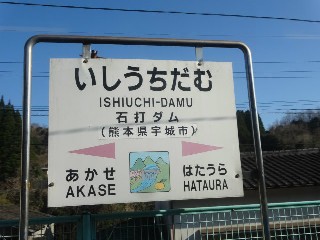 いしうちだむ
ISHIUCHI-DAMU
石打ダム
(熊本県宇城市)
あかせ はたうら
AKASE HATAURA